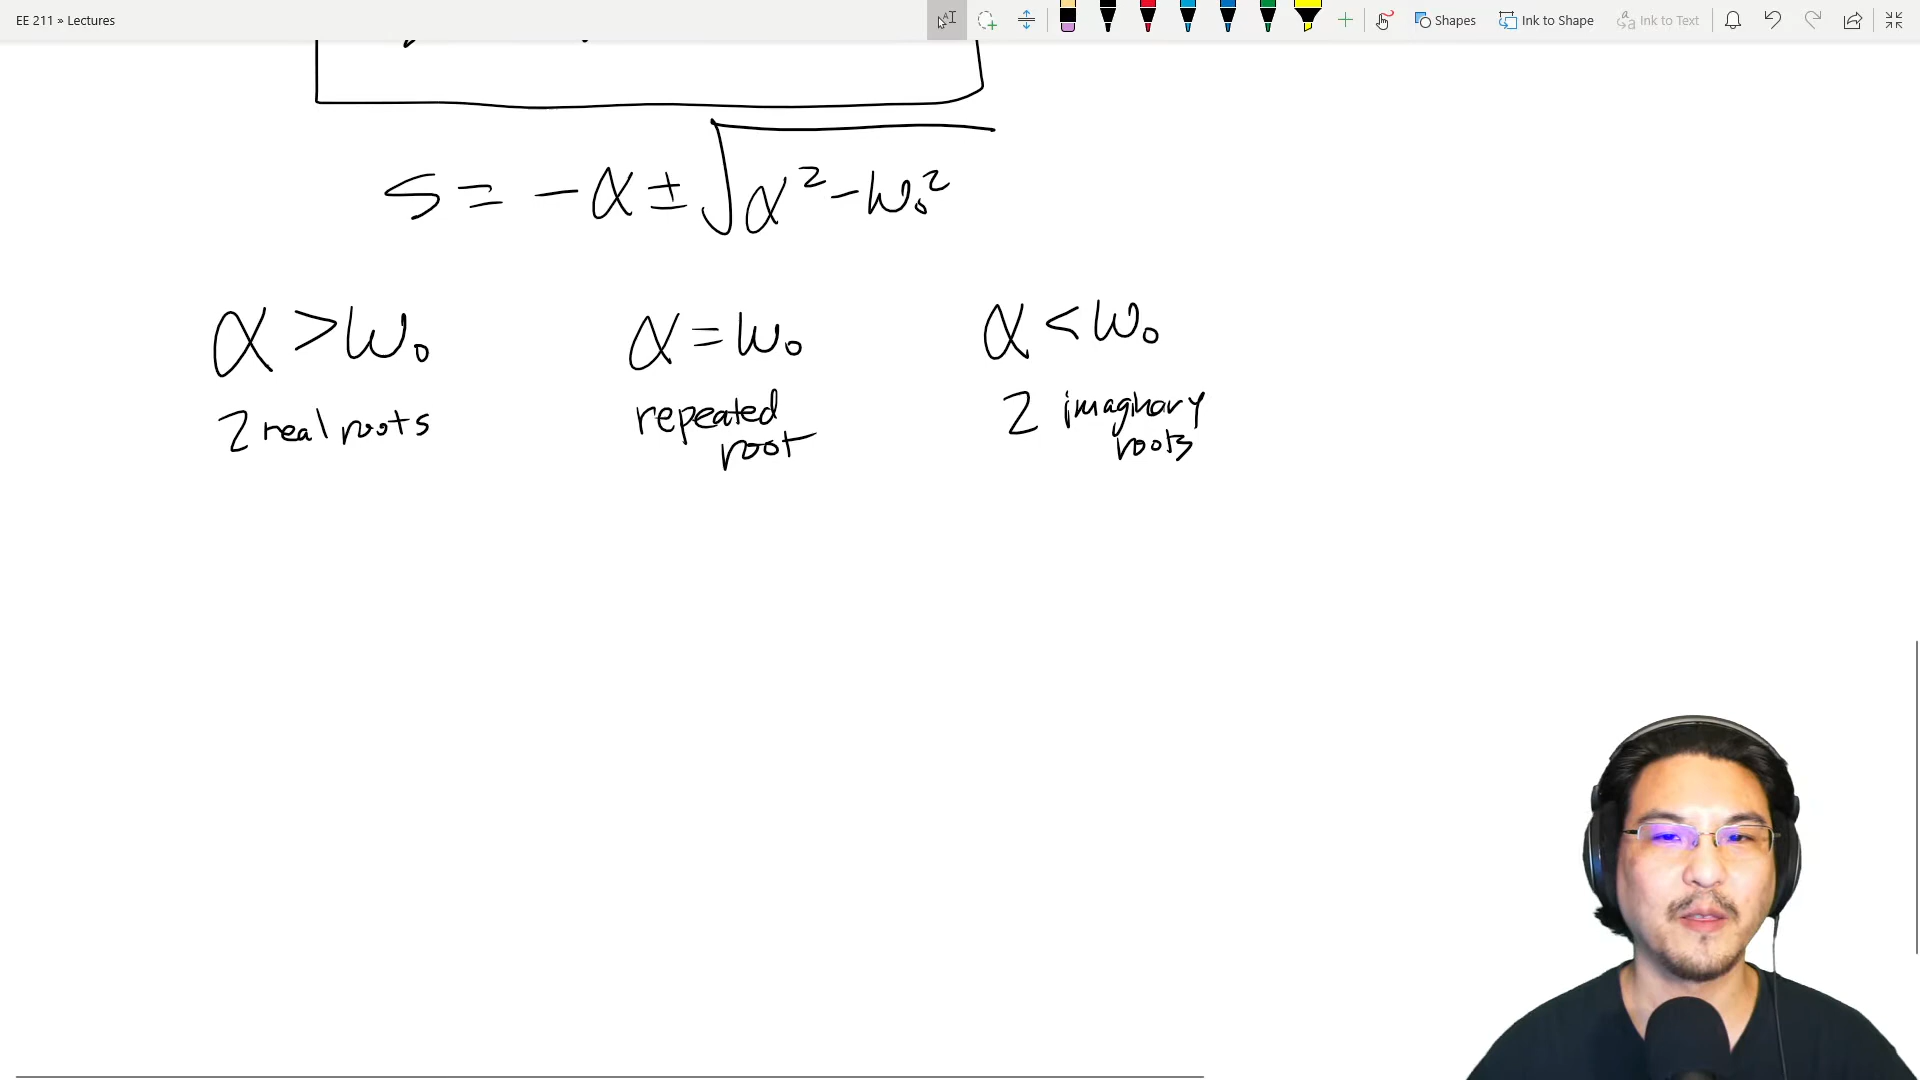 EE 211 » Lectures
Shapes
Ink to Shape
Ink to Text
S = -α ± √α² - ω₀²
α > ω₀ α = ω₀ α < ω₀
2 real roots repeated root 2 imaginary roots